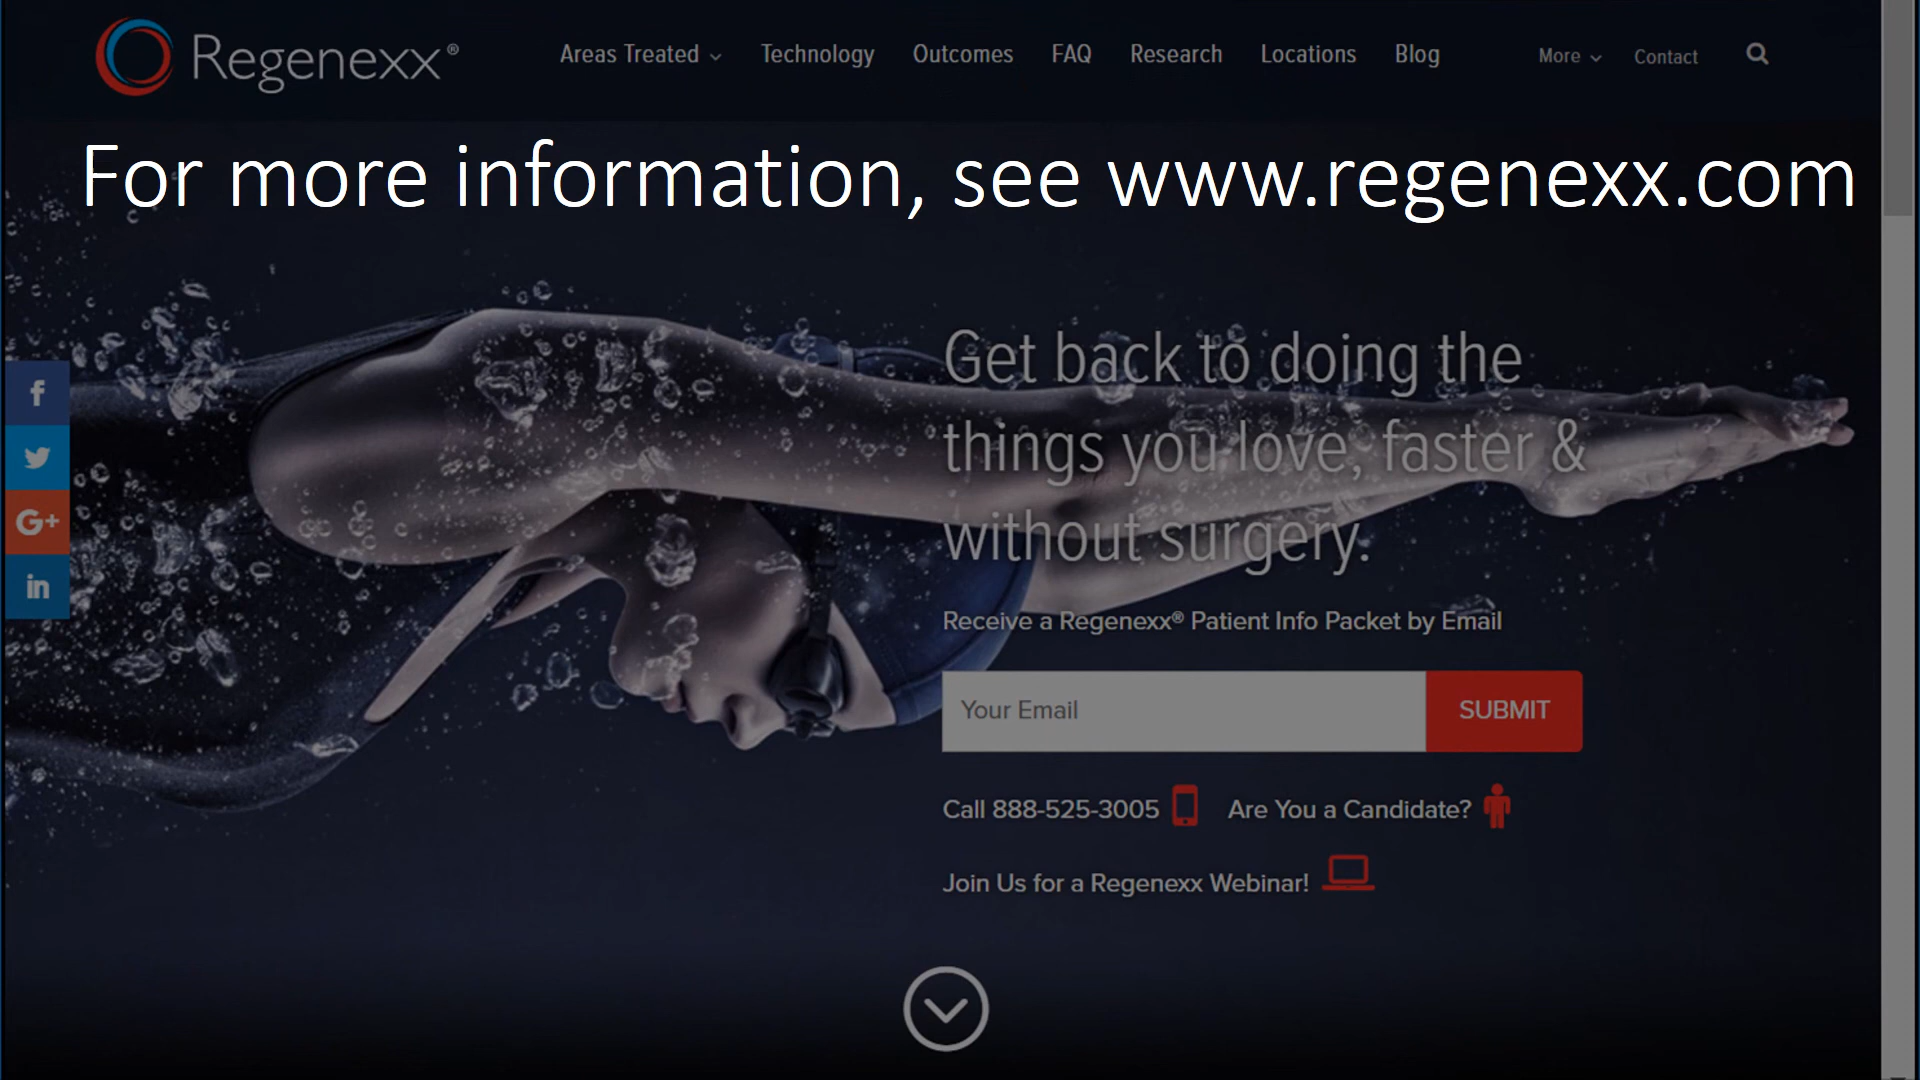 Regenexx®
Areas Treated Technology Outcomes FAQ Research Locations Blog More Contact
For more information, see www.regenexx.com
Get back to doing the
things you love, faster &
without surgery.
Receive a Regenexx® Patient Info Packet by Email
Your Email SUBMIT
Call 888-525-3005 Are You a Candidate?
Join Us for a Regenexx Webinar!
f
G+
in